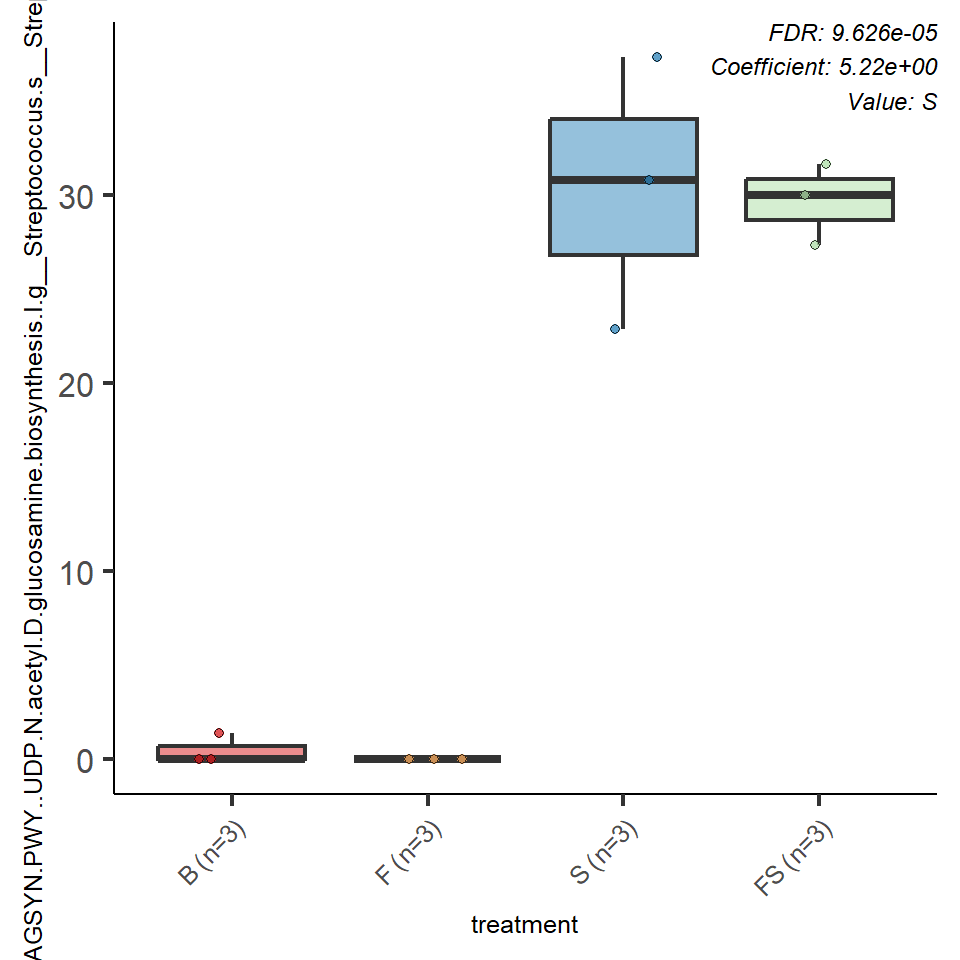 FDR: 9.626e-05
Coefficient: 5.22e+00
Value: S
AGSYN.PWY..UDP.N.acetyl.D.glucosamine.biosynthesis.I.g__Streptococcus.s__Strep
30
20
10
0
B (n=3)
F (n=3)
S (n=3)
FS (n=3)
treatment